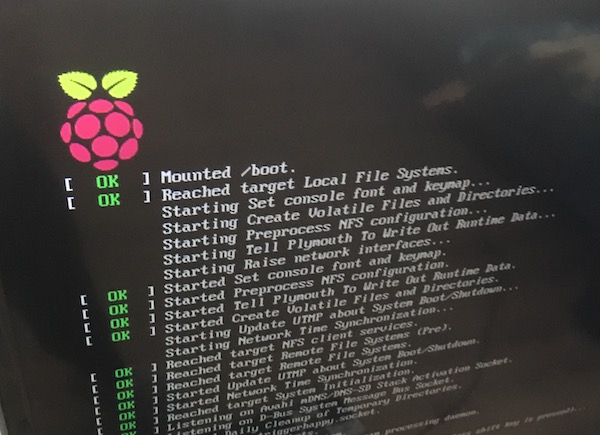 [ OK ] Mounted /boot.
[ OK ] Reached target Local File Systems.
Starting Set console font and keymap...
Starting Create Volatile Files and Directories...
Starting Preprocess NFS configuration...
Starting Tell Plymouth To Write Out Runtime Data...
Starting Raise network interfaces...
[ OK ] Started Set console font and keymap.
[ OK ] Started Preprocess NFS configuration.
[ OK ] Started Tell Plymouth To Write Out Runtime Data.
[ OK ] Started Create Volatile Files and Directories.
Starting Update UTMP about System Boot/Shutdown...
Starting Network Time Synchronization...
[ OK ] Reached target NFS client services.
[ OK ] Reached target Remote File Systems (Pre).
[ OK ] Reached target Remote File Systems.
[ OK ] Started Update UTMP about System Boot/Shutdown.
[ OK ] Started Network Time Synchronization.
[ OK ] Reached target System Initialization.
[ OK ] Listening on Avahi mDNS/DNS-SD Stack Activation Socket.
Listening on D-Bus System Message Bus Socket.
Daily Cleanup of Temporary Directories.
triggerhappy.socket.
processing daemon.
shift key is pressed)...